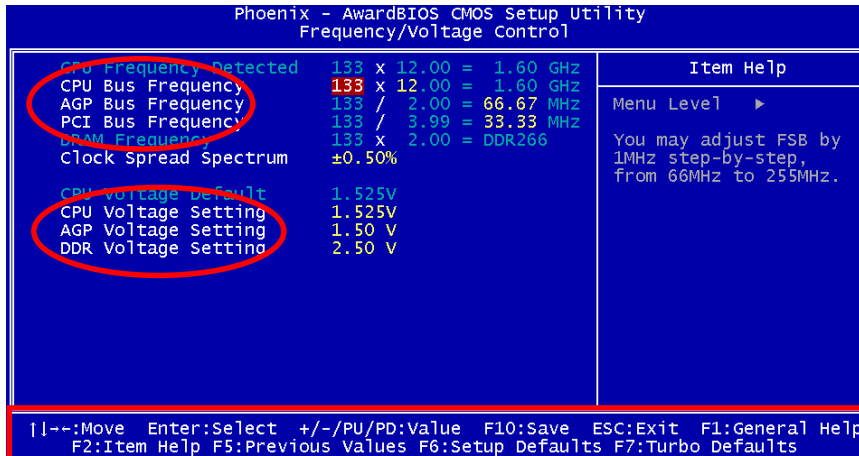 Phoenix - AwardBIOS CMOS Setup Utility
Frequency/Voltage Control
CPU Frequency Detected 133 x 12.00 = 1.60 GHz
CPU Bus Frequency 133 x 12.00 = 1.60 GHz
AGP Bus Frequency 133 / 2.00 = 66.67 MHz
PCI Bus Frequency 133 / 3.99 = 33.33 MHz
DRAM Frequency 133 x 2.00 = DDR266
Clock Spread Spectrum ±0.50%
CPU Voltage Default 1.525V
CPU Voltage Setting 1.525V
AGP Voltage Setting 1.50 V
DDR Voltage Setting 2.50 V
Item Help
Menu Level ►
You may adjust FSB by
1MHz step-by-step,
from 66MHz to 255MHz.
↑↓→←:Move Enter:Select +/-/PU/PD:Value F10:Save ESC:Exit F1:General Help
F2:Item Help F5:Previous Values F6:Setup Defaults F7:Turbo Defaults